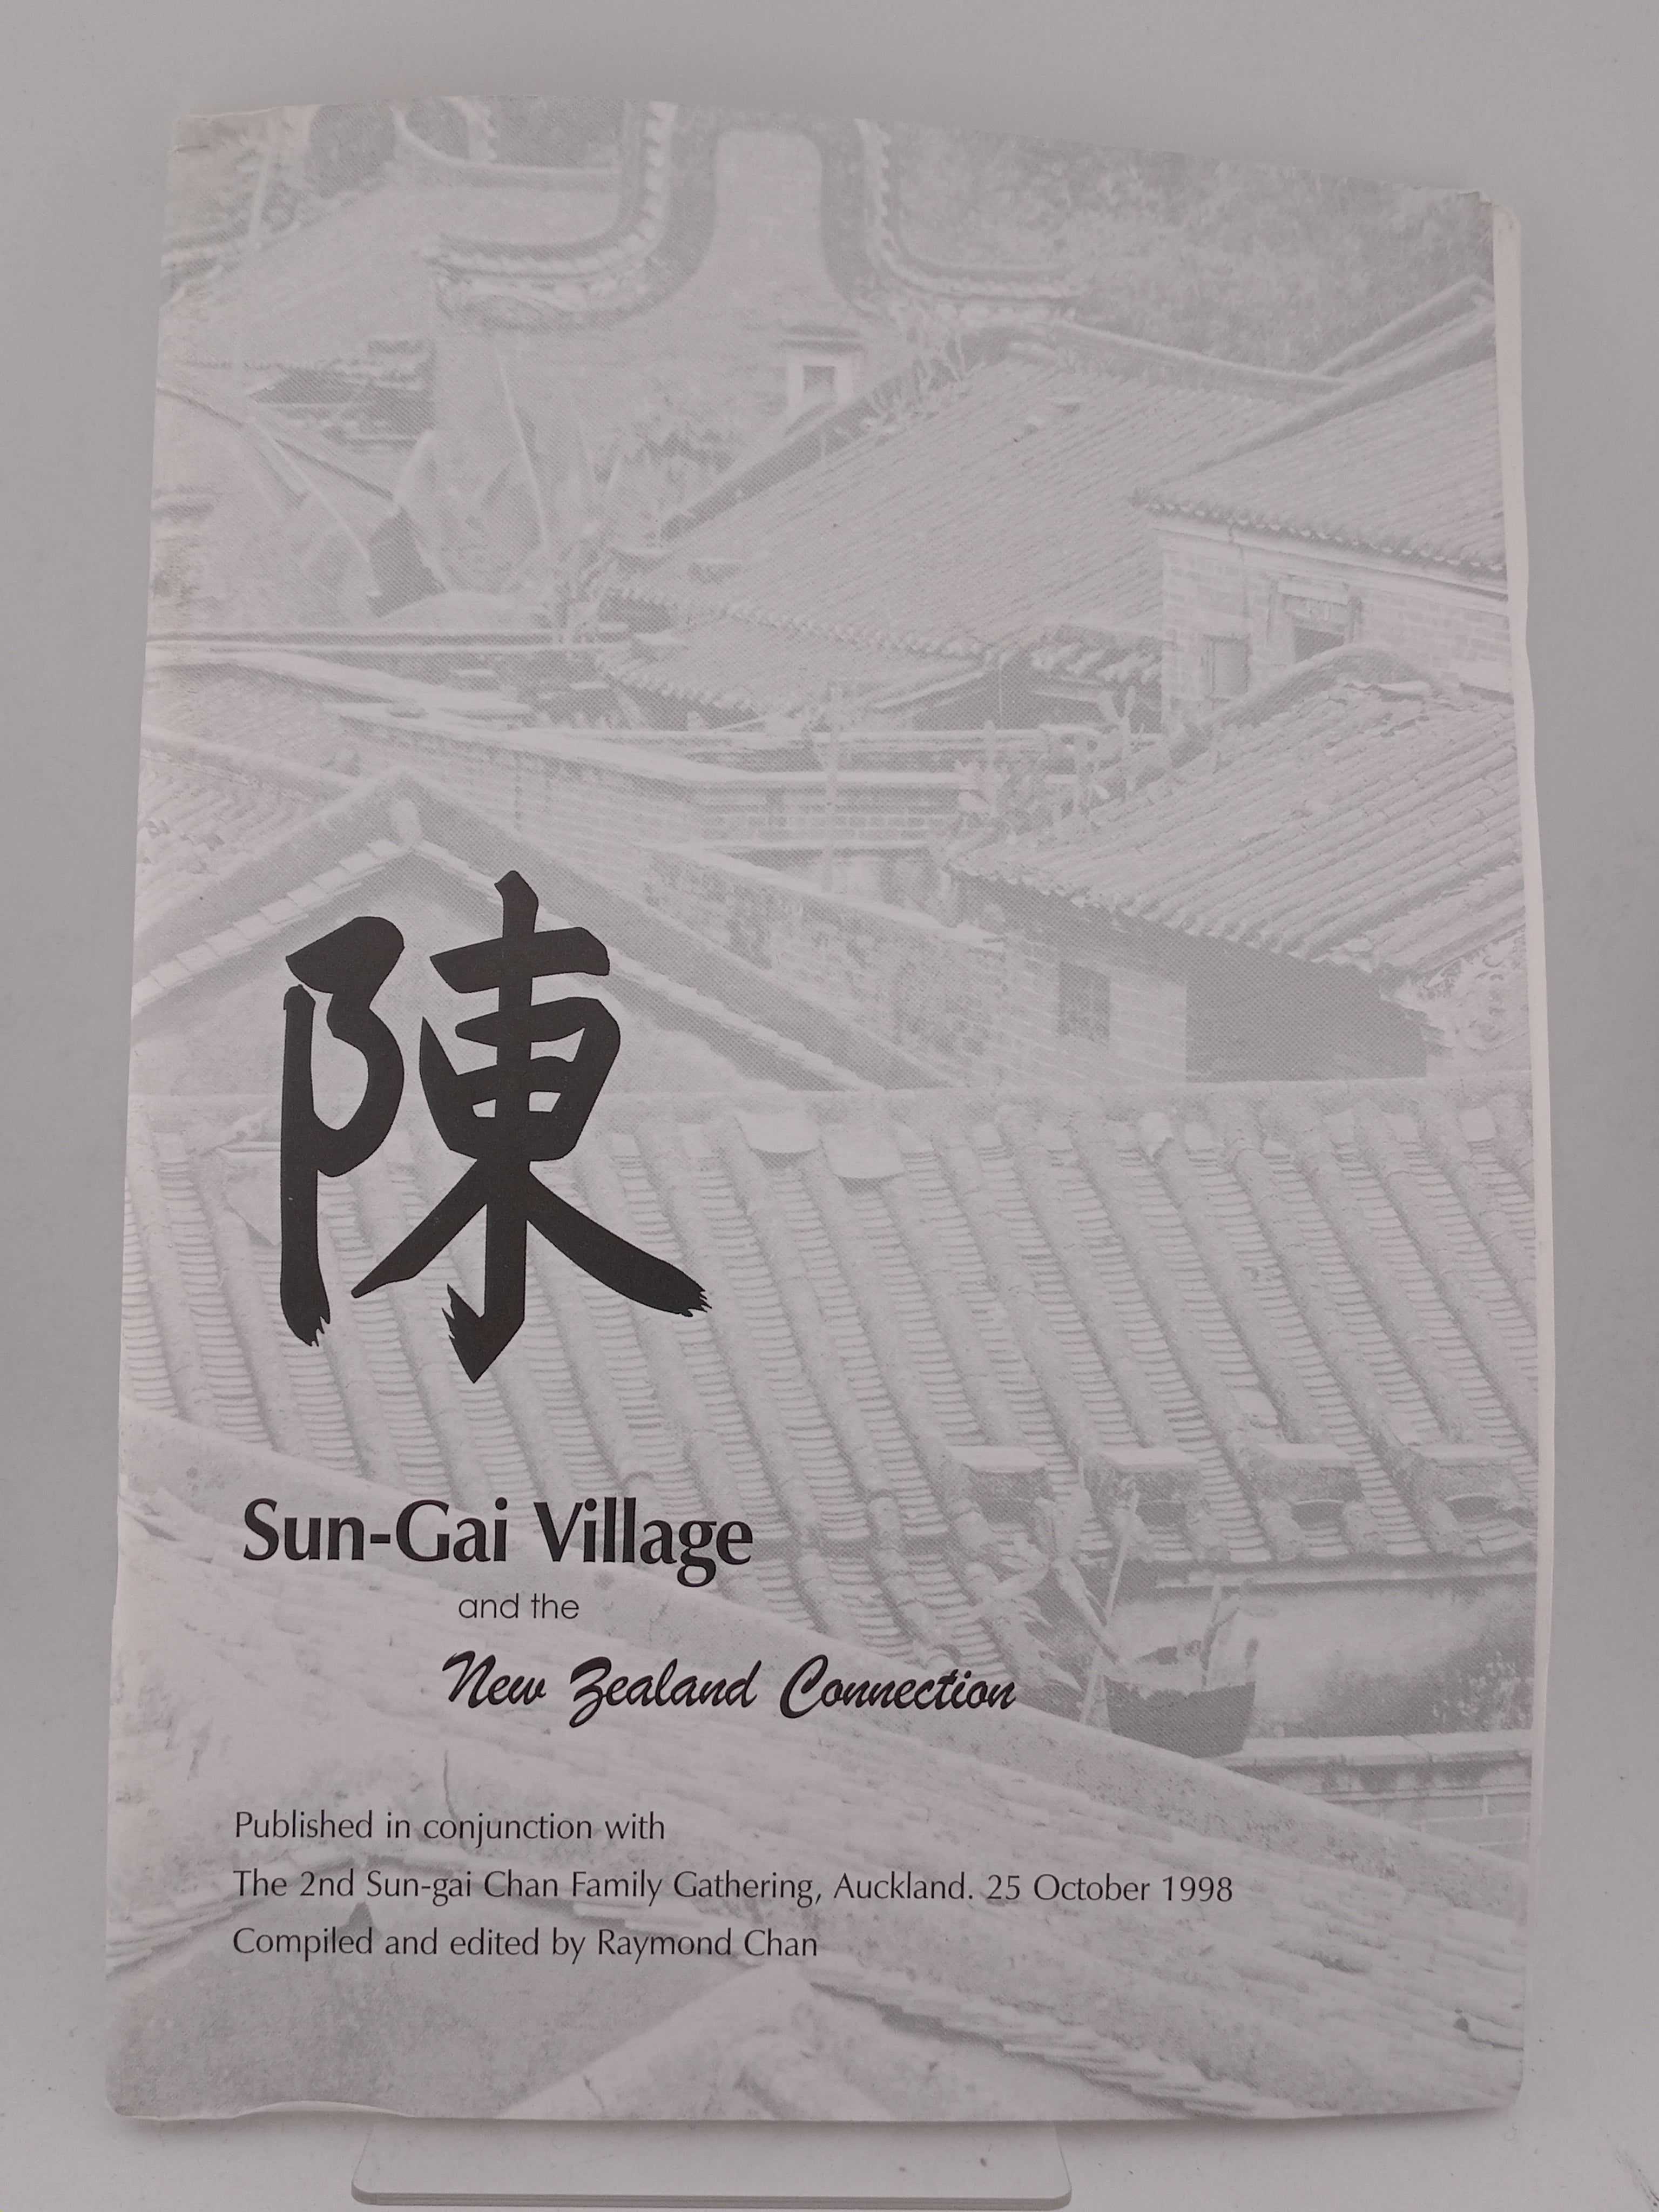 陳
Sun-Gai Village
and the
New Zealand Connection
Published in conjunction with
The 2nd Sun-gai Chan Family Gathering, Auckland. 25 October 1998
Compiled and edited by Raymond Chan